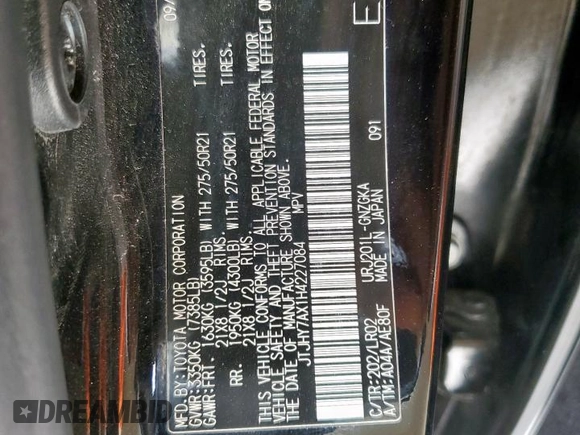 MFD.BY:TOYOTA MOTOR CORPORATION 09/
GVWR:3350KG (7385LB)
GAWR:FRT. 1630KG (3595LB) WITH 275/50R21 TIRES.
21X8 1/2J RIMS.
RR. 1950KG (4300LB) WITH 275/50R21 TIRES.
21X8 1/2J RIMS.
THIS VEHICLE CONFORMS TO ALL APPLICABLE FEDERAL MOTOR
VEHICLE SAFETY AND THEFT PREVENTION STANDARDS IN EFFECT ON
THE DATE OF MANUFACTURE SHOWN ABOVE.
JTJHY7AX1H4227084 MPV
C/TR:202/LR02 URJ201L-GNZGKA 091
A/TM:A04A/AE80F MADE IN JAPAN
DREAMBID